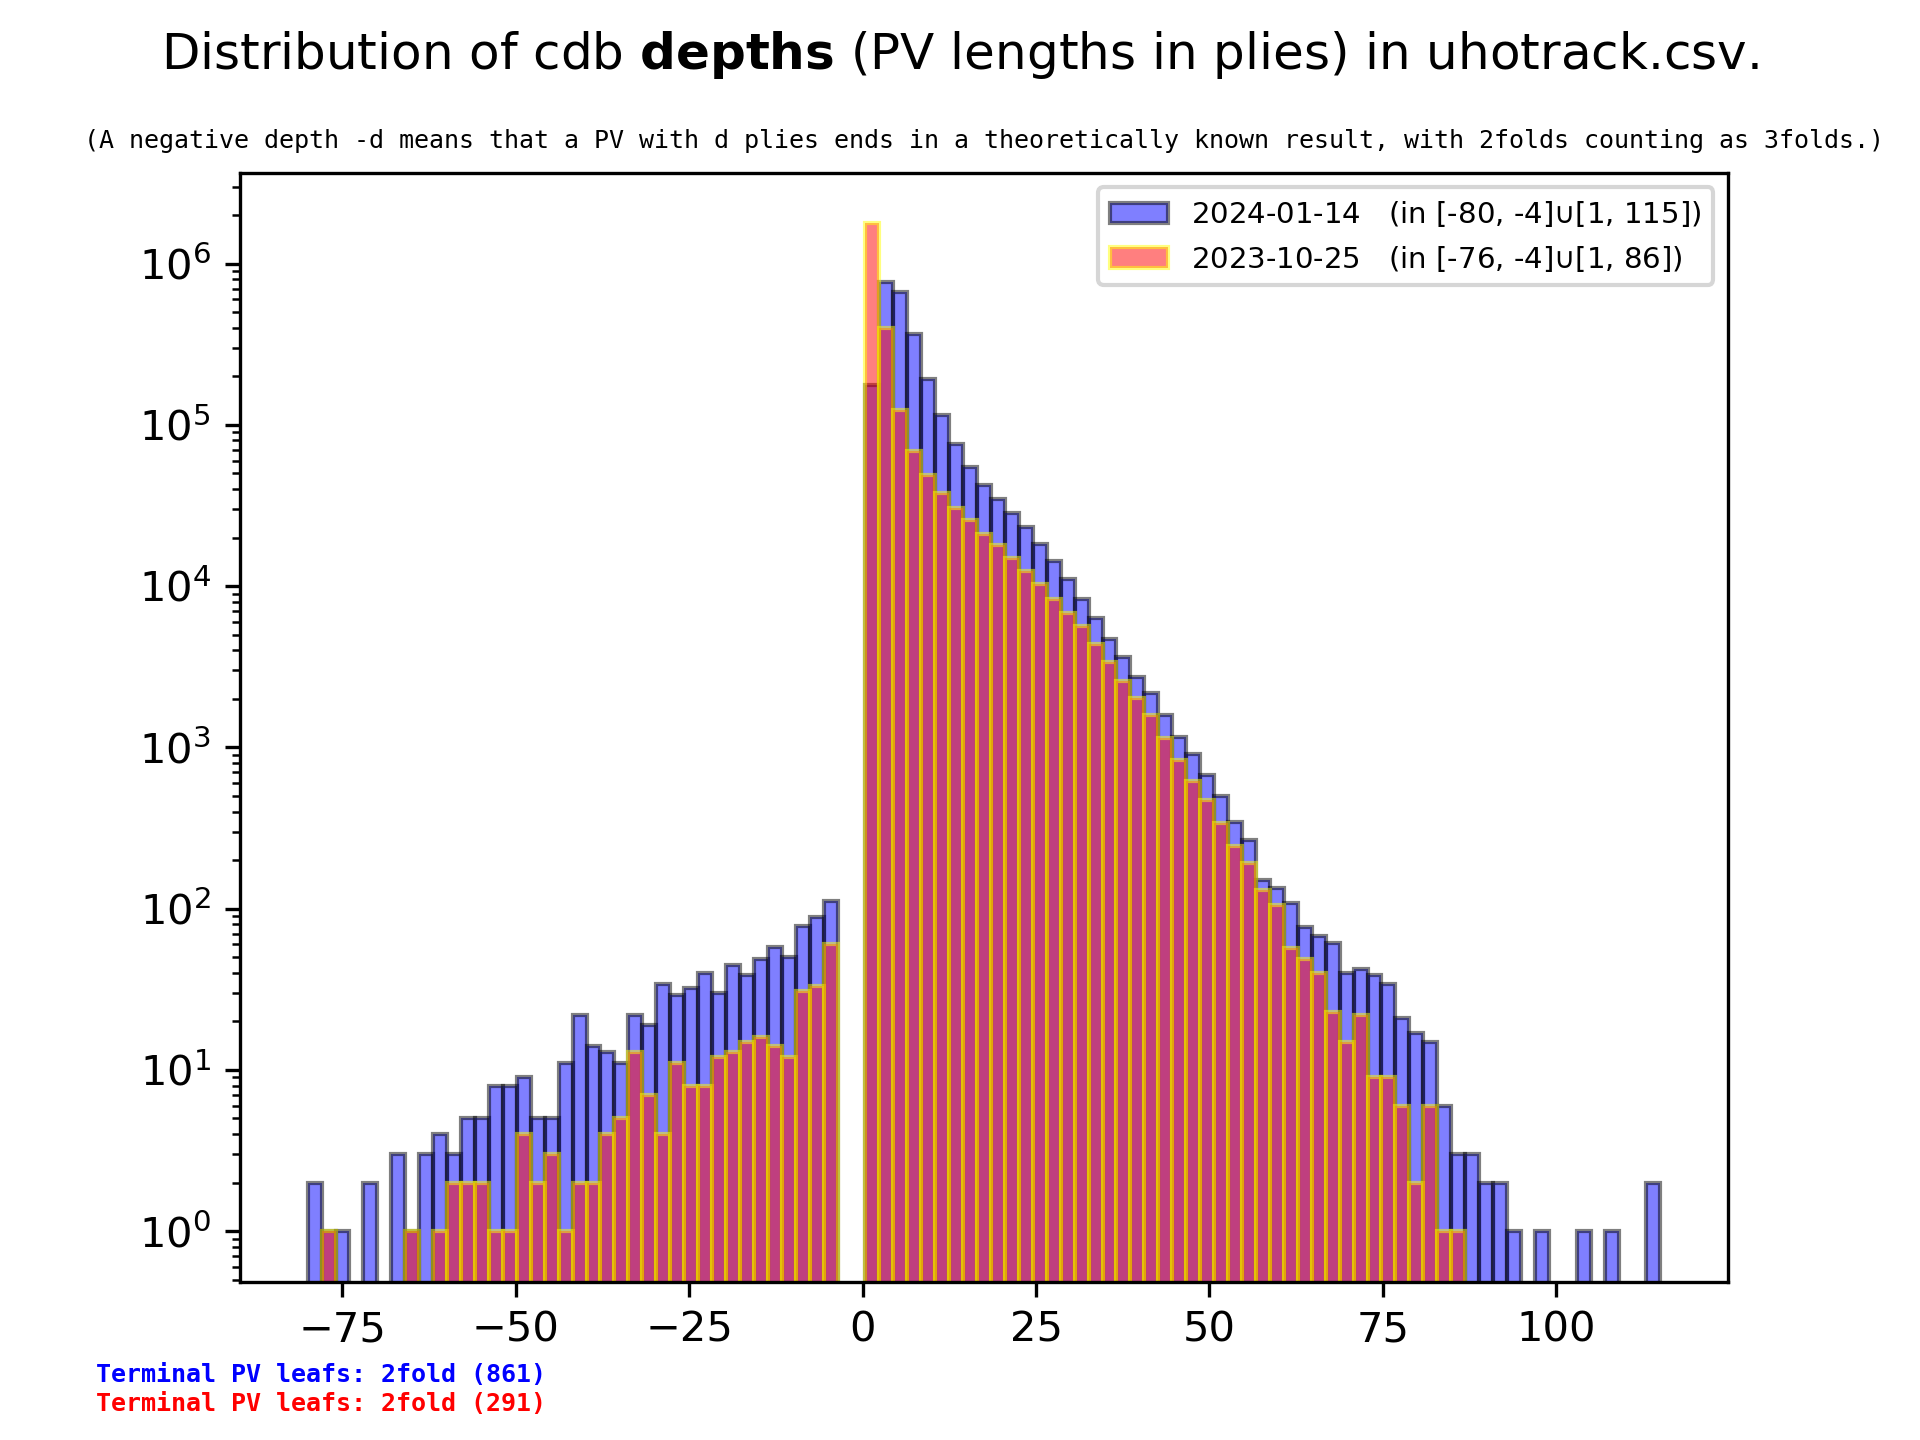 Distribution of cdb depths (PV lengths in plies) in uhotrack.csv.
(A negative depth -d means that a PV with d plies ends in a theoretically known result, with 2folds counting as 3folds.)
2024-01-14 (in [-80, -4]∪[1, 115])
2023-10-25 (in [-76, -4]∪[1, 86])
10⁶
10⁵
10⁴
10³
10²
10¹
10⁰
−75 −50 −25 0 25 50 75 100
Terminal PV leafs: 2fold (861)
Terminal PV leafs: 2fold (291)